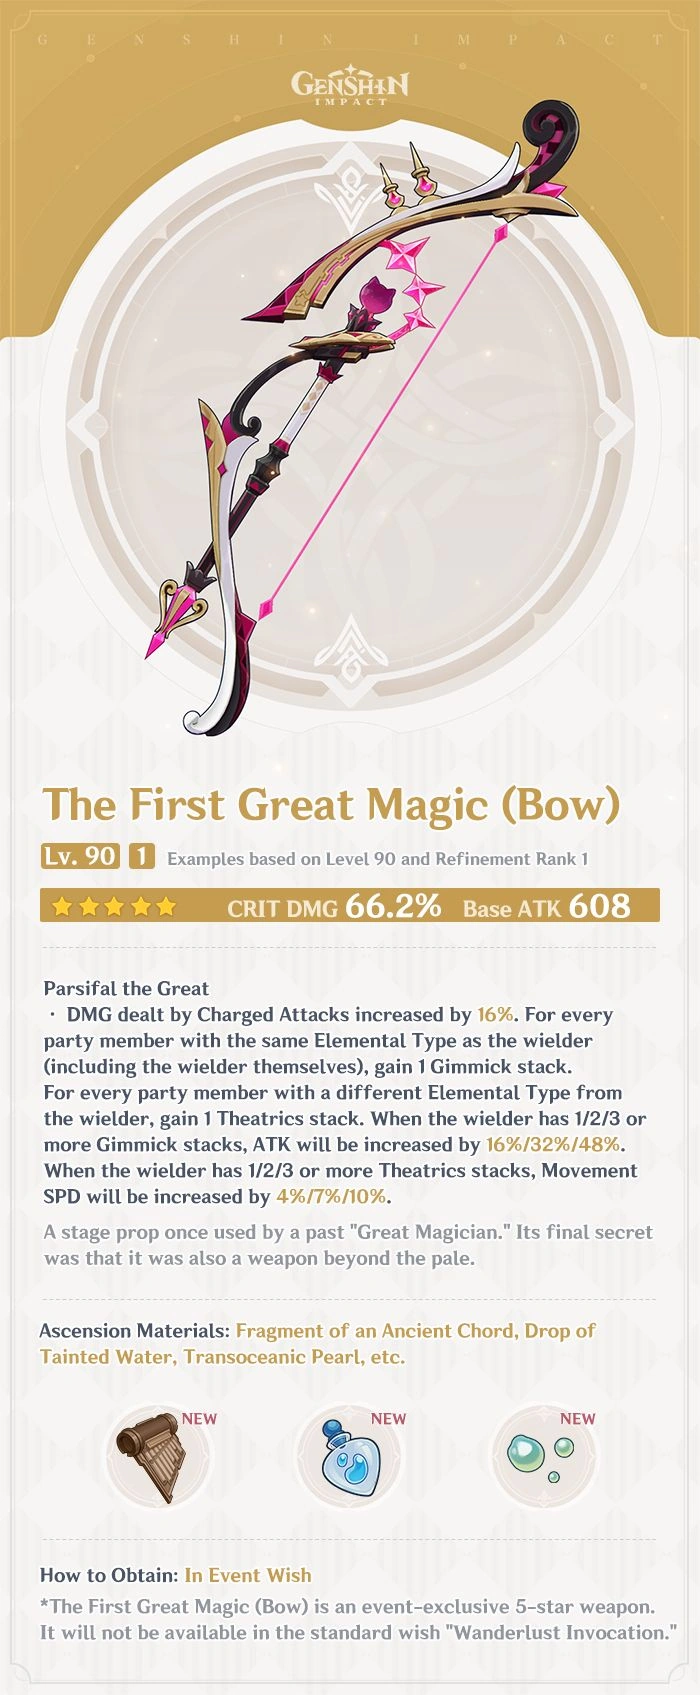 GENSHIN IMPACT
GENSHIN
IMPACT
The First Great Magic (Bow)
Lv. 90 1 Examples based on Level 90 and Refinement Rank 1
CRIT DMG 66.2% Base ATK 608
Parsifal the Great
· DMG dealt by Charged Attacks increased by 16%. For every
party member with the same Elemental Type as the wielder
(including the wielder themselves), gain 1 Gimmick stack.
For every party member with a different Elemental Type from
the wielder, gain 1 Theatrics stack. When the wielder has 1/2/3 or
more Gimmick stacks, ATK will be increased by 16%/32%/48%.
When the wielder has 1/2/3 or more Theatrics stacks, Movement
SPD will be increased by 4%/7%/10%.
A stage prop once used by a past "Great Magician." Its final secret
was that it was also a weapon beyond the pale.
Ascension Materials: Fragment of an Ancient Chord, Drop of
Tainted Water, Transoceanic Pearl, etc.
NEW NEW NEW
How to Obtain: In Event Wish
*The First Great Magic (Bow) is an event-exclusive 5-star weapon.
It will not be available in the standard wish "Wanderlust Invocation."